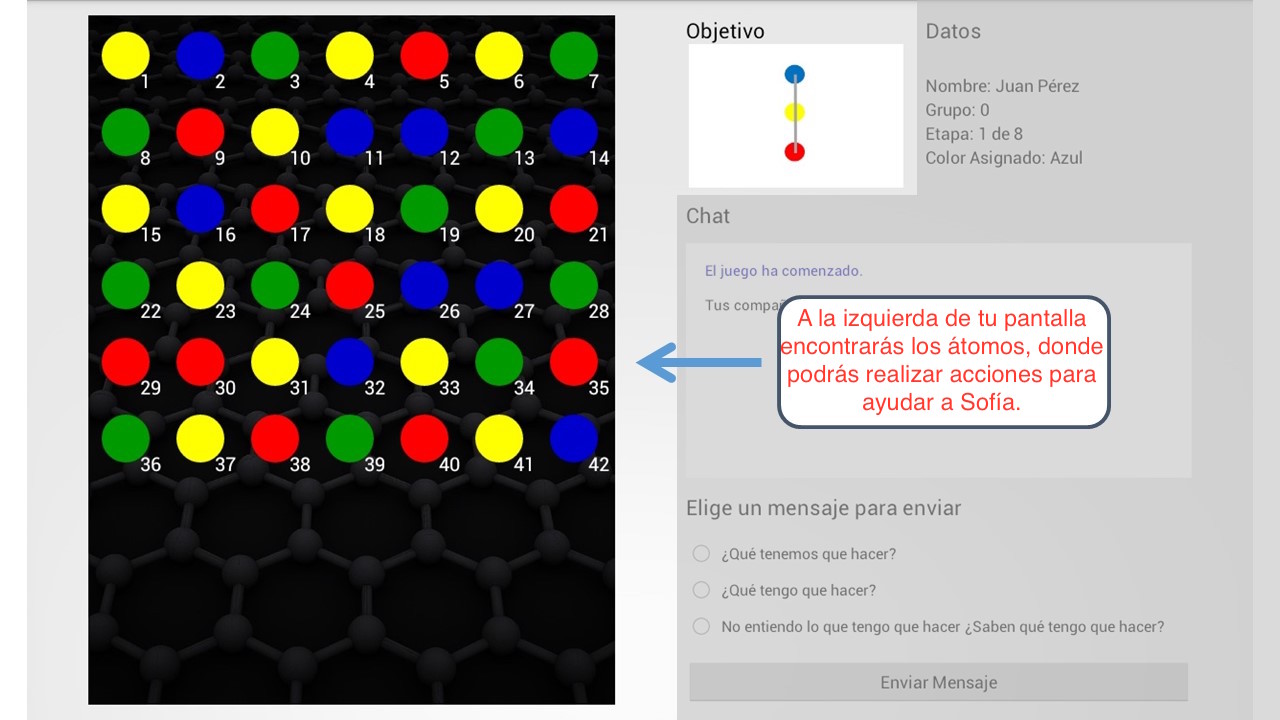 1 2 3 4 5 6 7
8 9 10 11 12 13 14
15 16 17 18 19 20 21
22 23 24 25 26 27 28
29 30 31 32 33 34 35
36 37 38 39 40 41 42
Objetivo
Datos
Nombre: Juan Pérez
Grupo: 0
Etapa: 1 de 8
Color Asignado: Azul
Chat
El juego ha comenzado.
Tus
A la izquierda de tu pantalla
encontrarás los átomos, donde
podrás realizar acciones para
ayudar a Sofía.
Elige un mensaje para enviar
¿Qué tenemos que hacer?
¿Qué tengo que hacer?
No entiendo lo que tengo que hacer ¿Saben qué tengo que hacer?
Enviar Mensaje